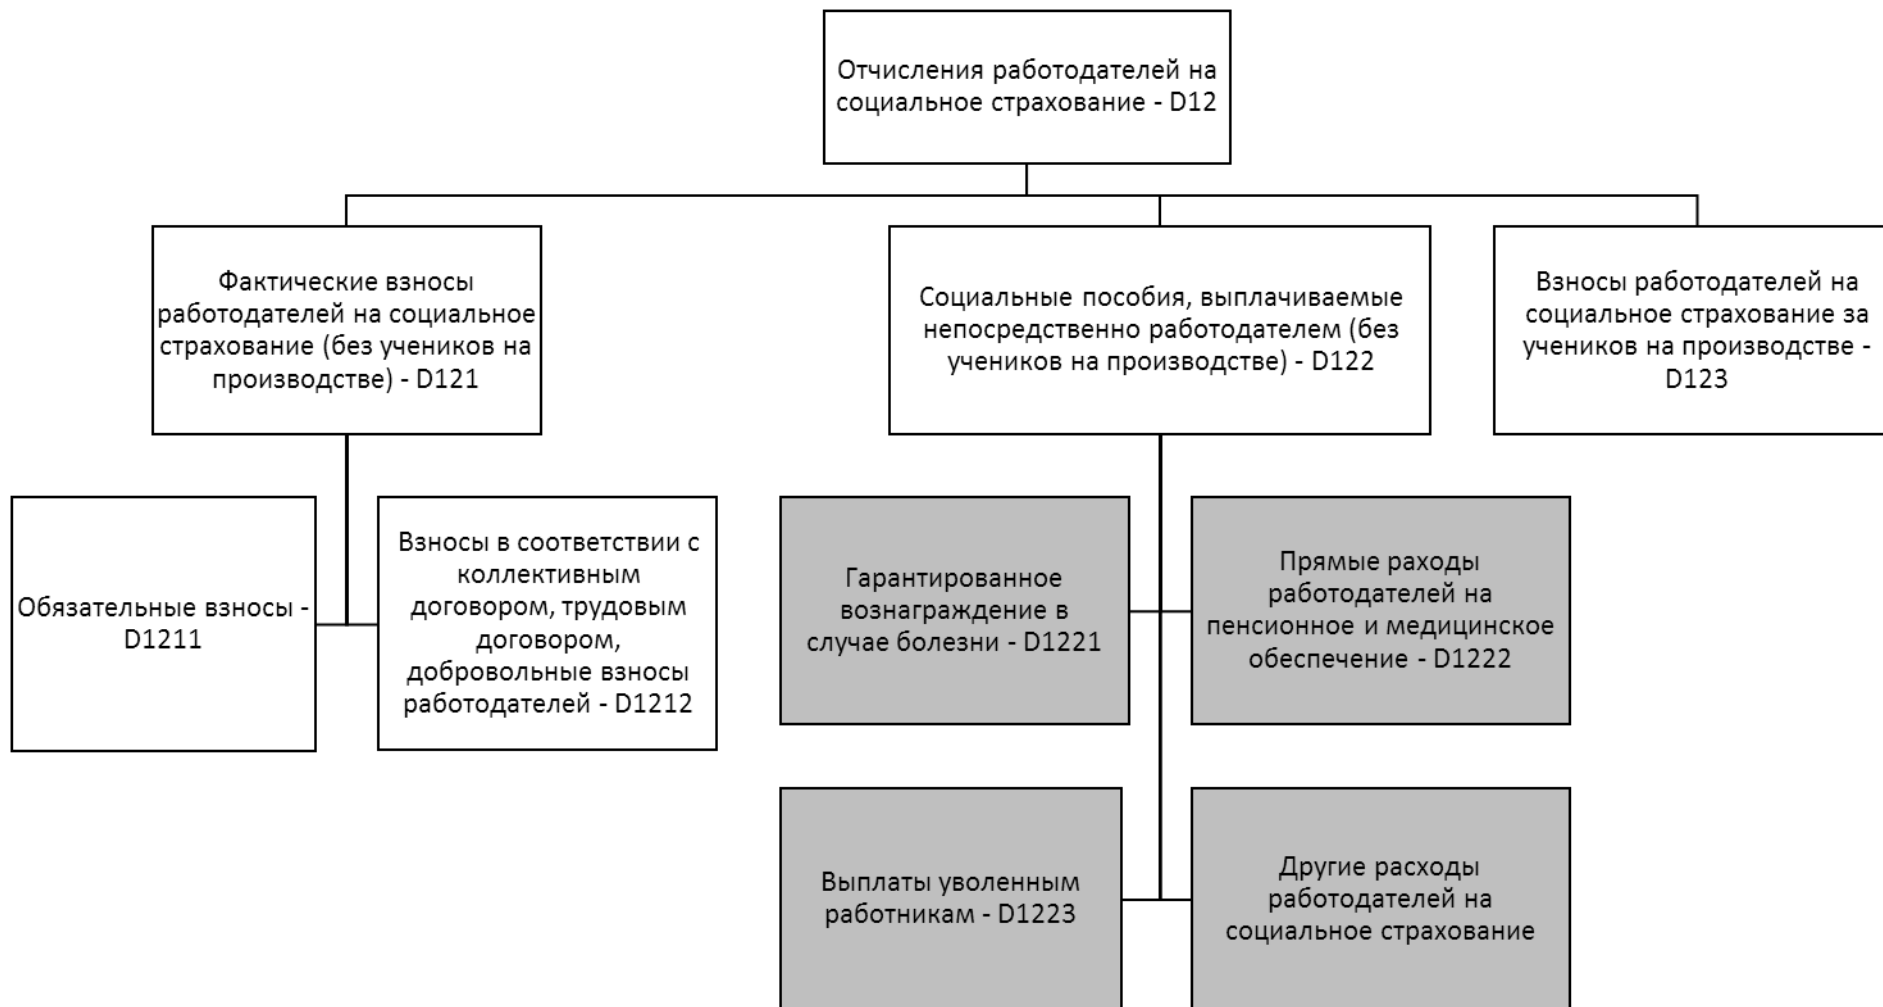 Отчисления работодателей на
социальное страхование - D12
Фактические взносы
работодателей на социальное
страхование (без учеников на
производстве) - D121
Социальные пособия, выплачиваемые
непосредственно работодателем (без
учеников на производстве) - D122
Взносы работодателей на
социальное страхование за
учеников на производстве -
D123
Обязательные взносы -
D1211
Взносы в соответствии с
коллективным
договором, трудовым
договором,
добровольные взносы
работодателей - D1212
Гарантированное
вознаграждение в
случае болезни - D1221
Прямые раходы
работодателей на
пенсионное и медицинское
обеспечение - D1222
Выплаты уволенным
работникам - D1223
Другие расходы
работодателей на
социальное страхование